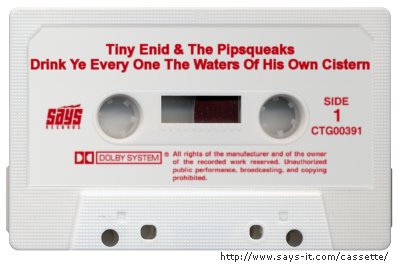 Tiny Enid & The Pipsqueaks
Drink Ye Every One The Waters Of His Own Cistern
says
RECORDS
SIDE
1
CTG00391
DOLBY SYSTEM ®
All rights of the manufacturer and of the owner
of the recorded work reserved. Unauthorized
public performance, broadcasting, and copying
prohibited.
http://www.says-it.com/cassette/